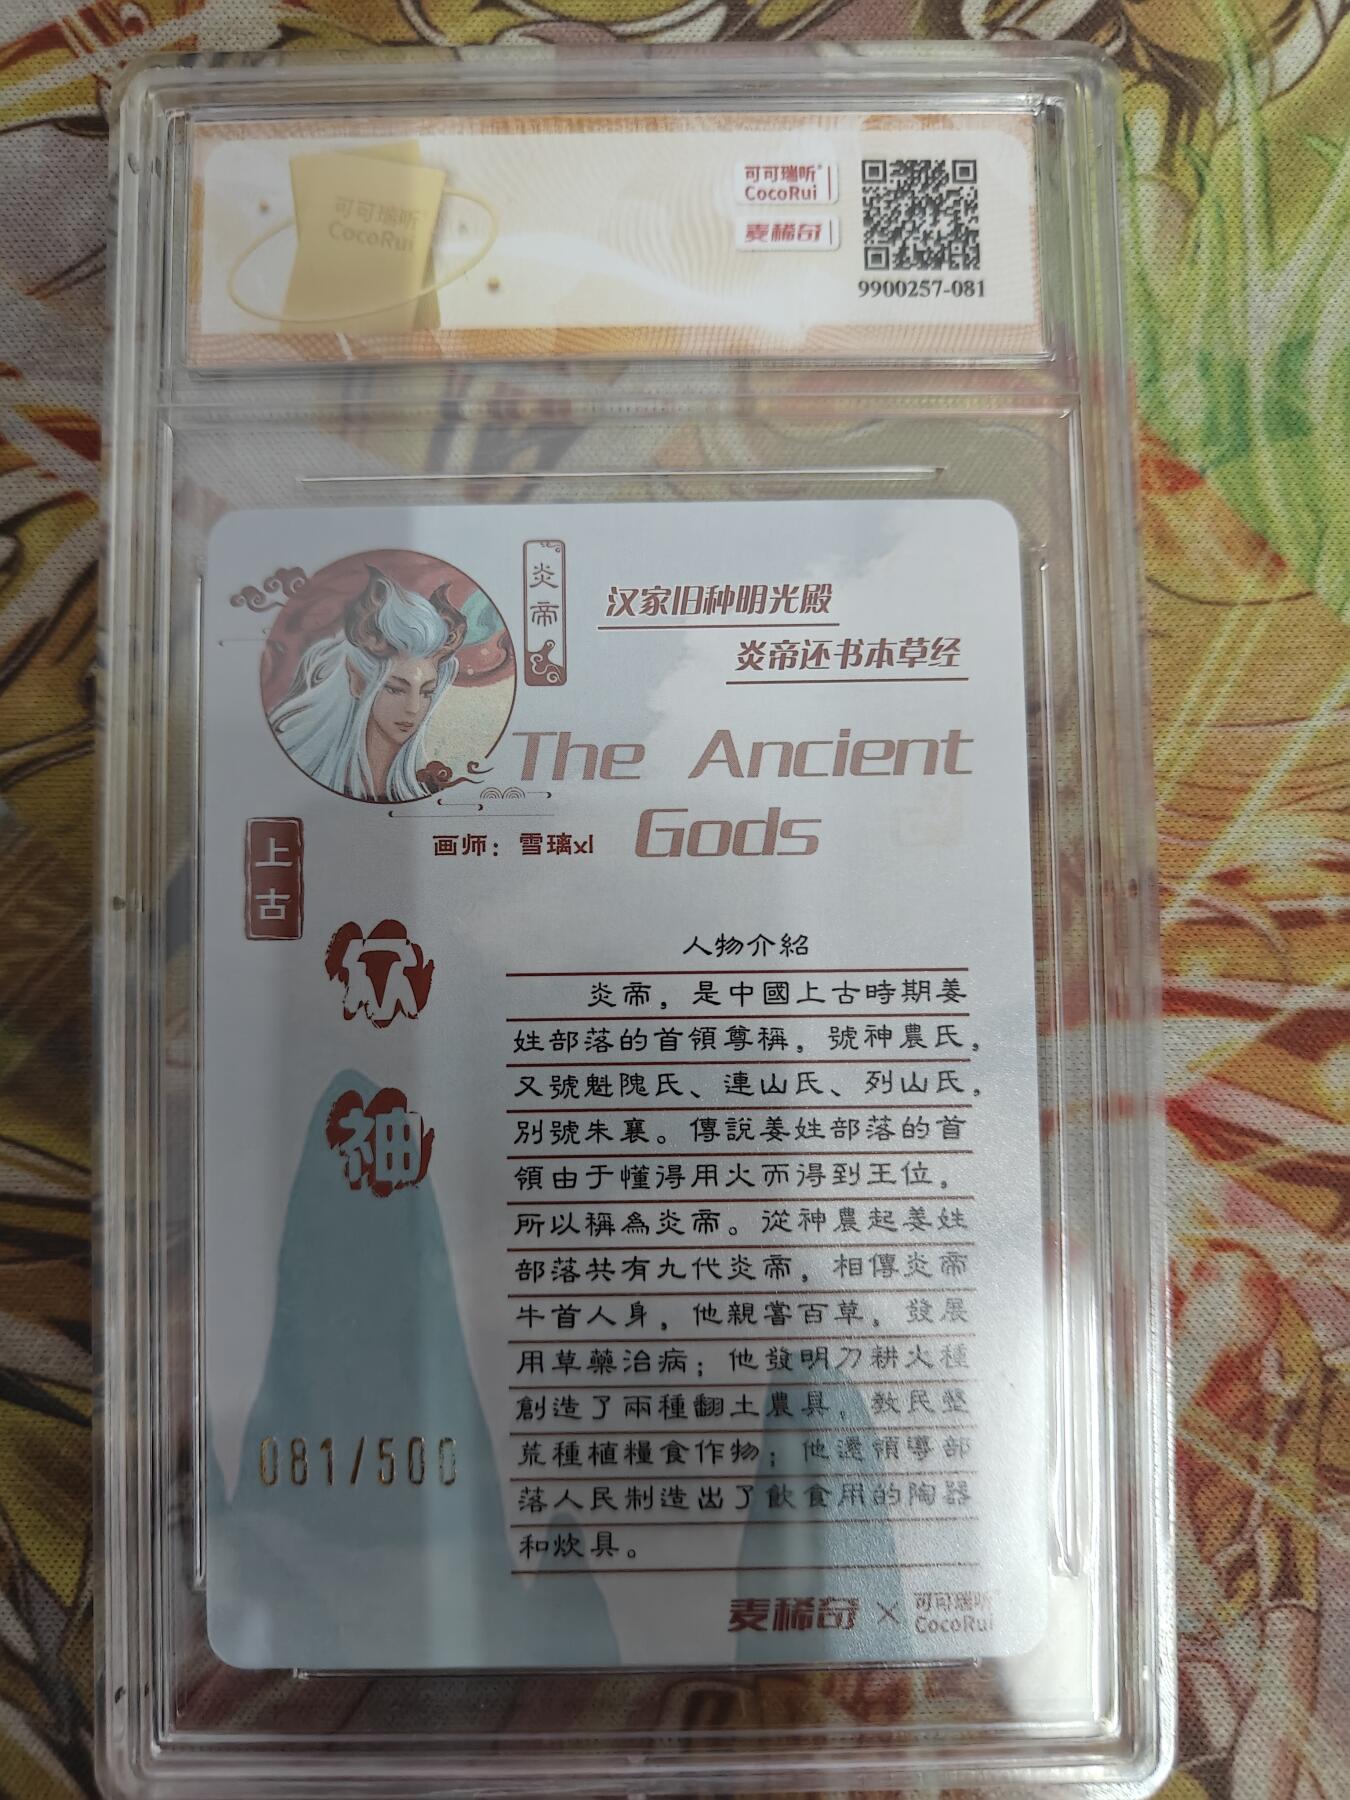 可可瑞听
CocoRui
可可瑞听
CocoRui
麦稀奇
9900257-081
炎帝
汉家旧种明光殿
炎帝还书本草经
The Ancient
Gods
画师：雪璃xl
上古
众
神
人物介紹
炎帝，是中國上古時期姜
姓部落的首領尊稱，號神農氏，
又號魁隗氏、連山氏、列山氏，
別號朱襄。傳說姜姓部落的首
領由于懂得用火而得到王位，
所以稱為炎帝。從神農起姜姓
部落共有九代炎帝，相傳炎帝
牛首人身，他親嘗百草，發展
用草藥治病；他發明刀耕火種
創造了兩種翻土農具，教民墾
荒種植糧食作物；他還領導部
落人民制造出了飲食用的陶器
和炊具。
081/500
麦稀奇×可可瑞听
CocoRui